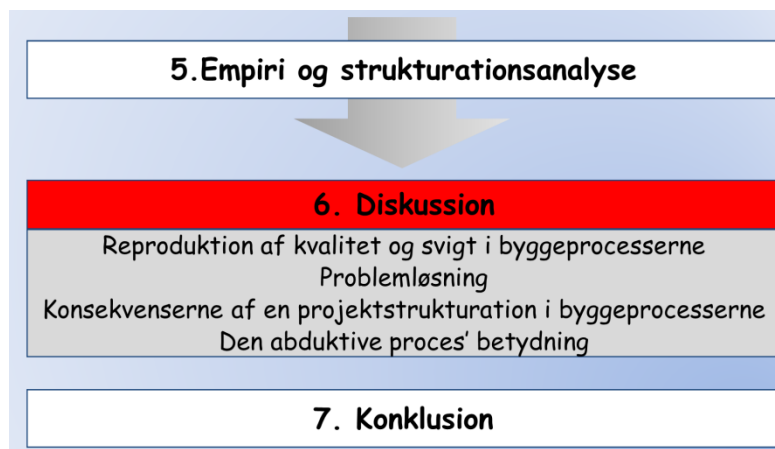 5.Empiri og strukturationsanalyse
6. Diskussion
Reproduktion af kvalitet og svigt i byggeprocesserne
Problemløsning
Konsekvenserne af en projektstrukturation i byggeprocesserne
Den abduktive proces' betydning
7. Konklusion